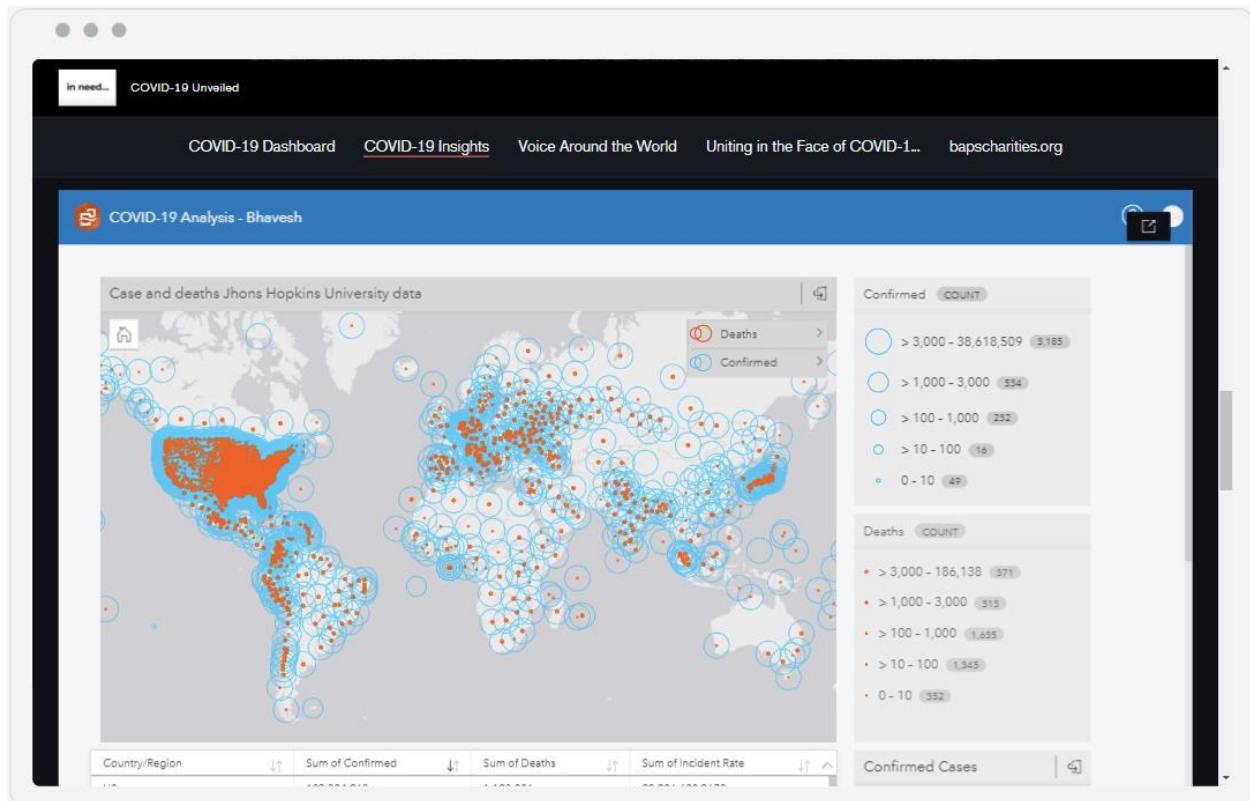 in need...
COVID-19 Unveiled
COVID-19 Dashboard COVID-19 Insights Voice Around the World Uniting in the Face of COVID-1... bapscharities.org
COVID-19 Analysis - Bhavesh
Case and deaths Jhons Hopkins University data
Deaths
Confirmed
Confirmed COUNT
> 3,000 - 38,618,509 3,185
> 1,000 - 3,000 554
> 100 - 1,000 252
> 10 - 100 16
0 - 10 49
Deaths COUNT
> 3,000 - 186,138 371
> 1,000 - 3,000 315
> 100 - 1,000 1,655
> 10 - 100 1,345
0 - 10 352
Country/Region Sum of Confirmed Sum of Deaths Sum of Incident Rate
Confirmed Cases